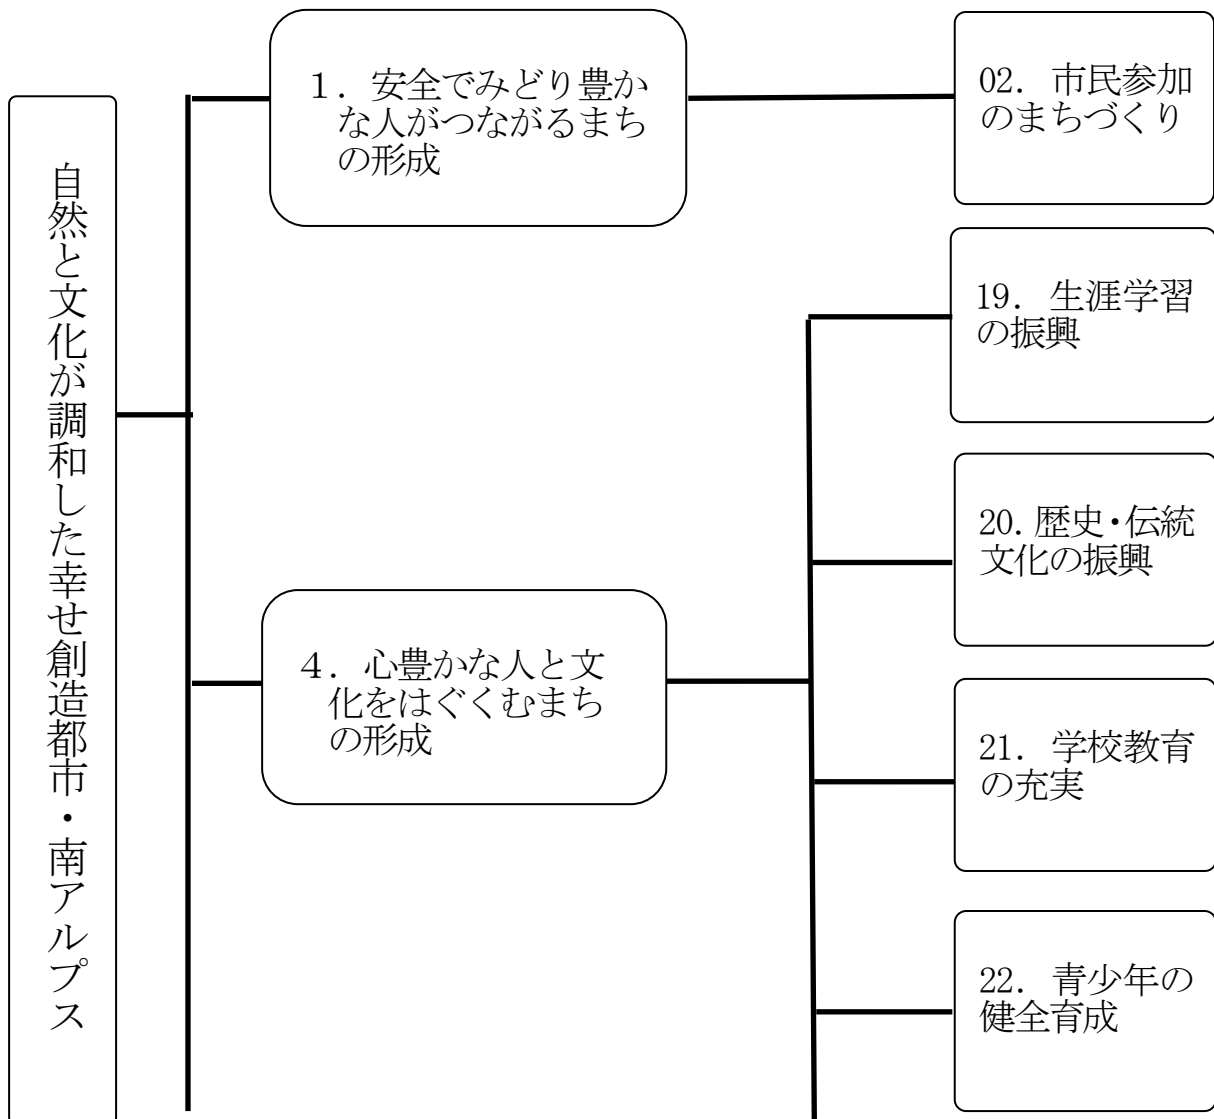 自然と文化が調和した幸せ創造都市・南アルプス
1．安全でみどり豊か
な人がつながるまち
の形成
02．市民参加
のまちづくり
4．心豊かな人と文
化をはぐくむまち
の形成
19．生涯学習
の振興
20.歴史・伝統
文化の振興
21．学校教育
の充実
22．青少年の
健全育成